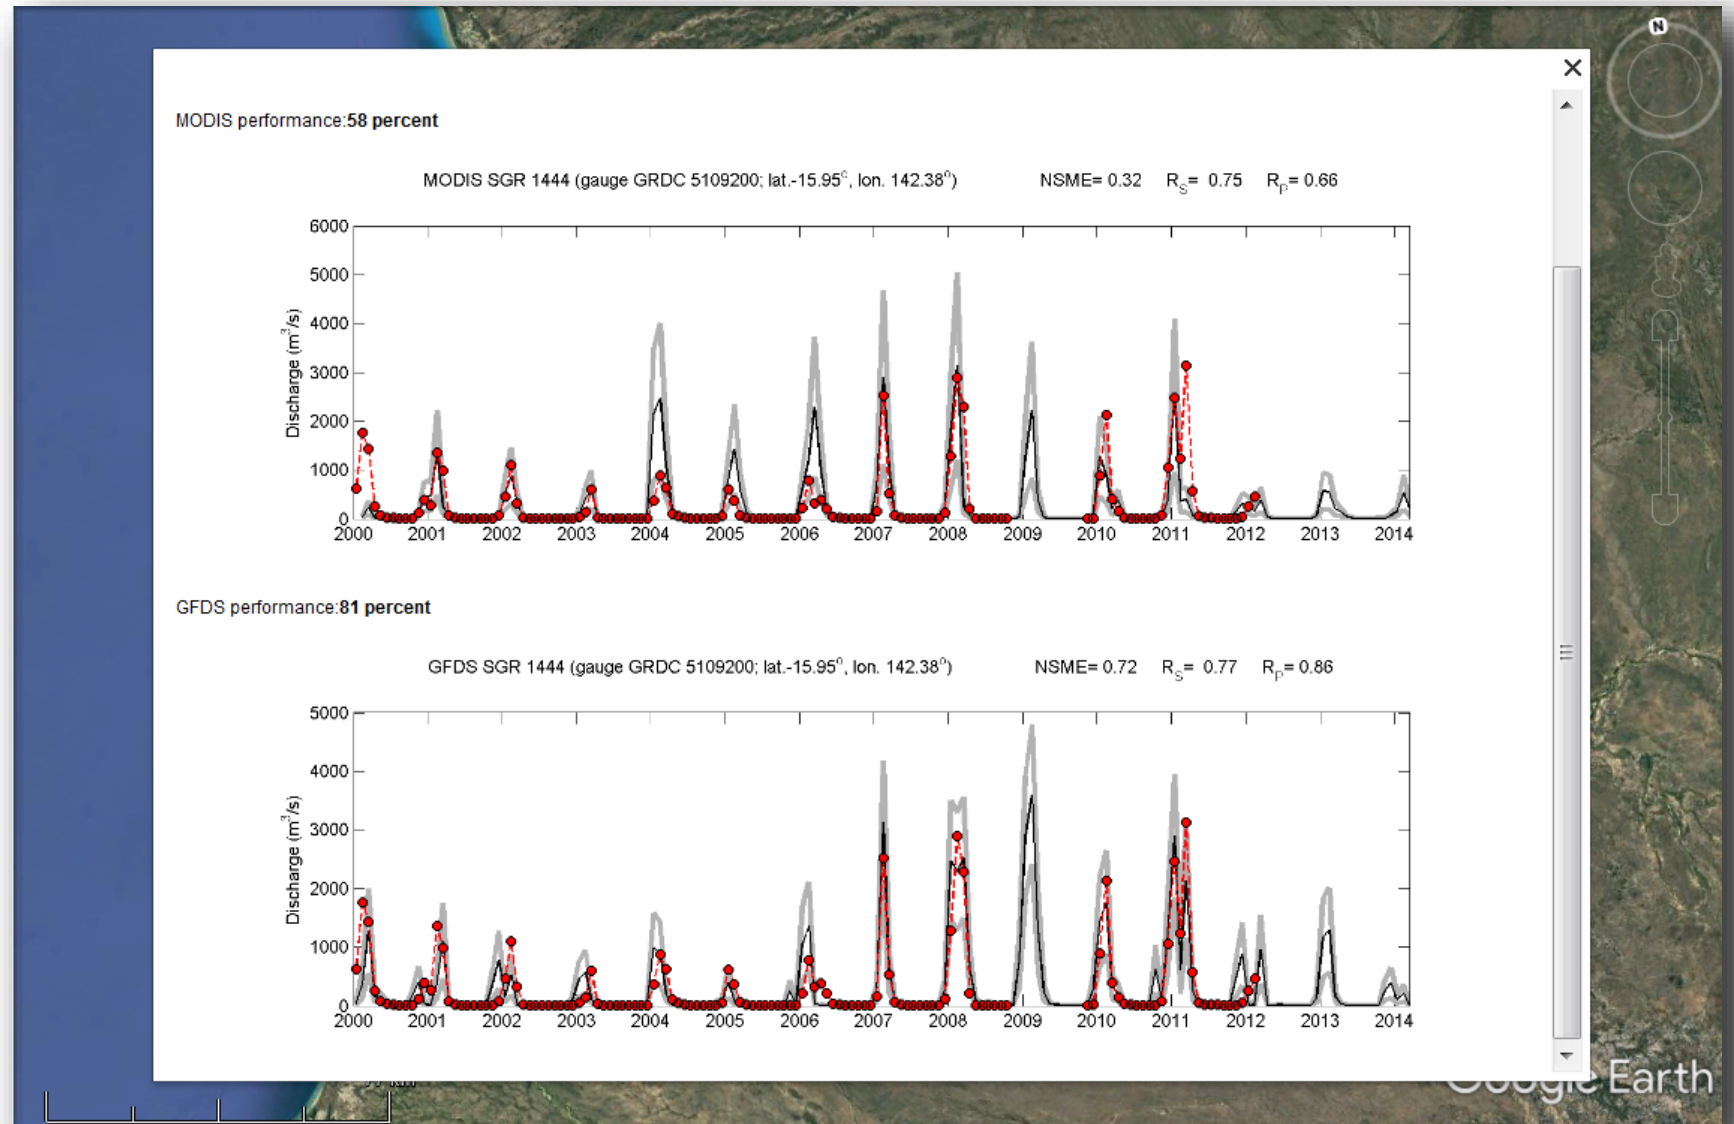 N
MODIS performance:58 percent
MODIS SGR 1444 (gauge GRDC 5109200; lat.-15.95°, lon. 142.38°) NSME= 0.32 R_S= 0.75 R_P= 0.66
6000
5000
4000
3000
2000
1000
0
Discharge (m³/s)
2000 2001 2002 2003 2004 2005 2006 2007 2008 2009 2010 2011 2012 2013 2014
GFDS performance:81 percent
GFDS SGR 1444 (gauge GRDC 5109200; lat.-15.95°, lon. 142.38°) NSME= 0.72 R_S= 0.77 R_P= 0.86
5000
4000
3000
2000
1000
0
Discharge (m³/s)
2000 2001 2002 2003 2004 2005 2006 2007 2008 2009 2010 2011 2012 2013 2014
km
Google Earth